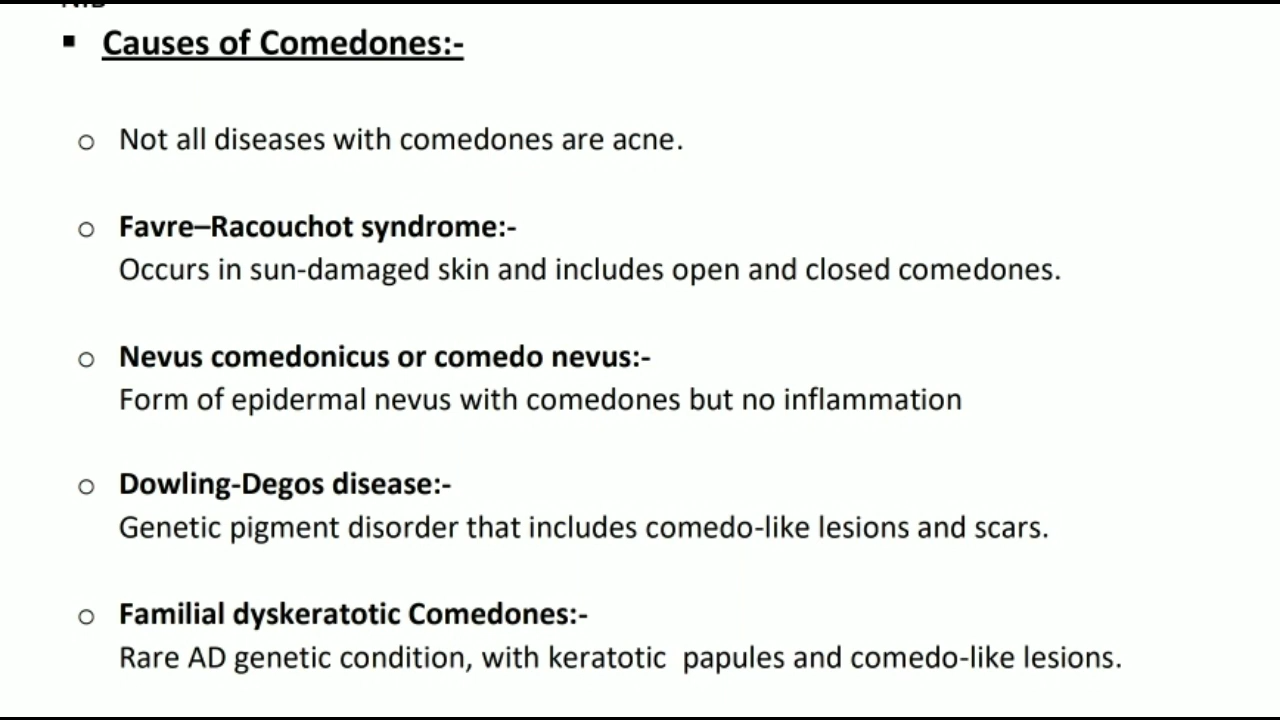 ▪ Causes of Comedones:-
o Not all diseases with comedones are acne.
o Favre–Racouchot syndrome:-
Occurs in sun-damaged skin and includes open and closed comedones.
o Nevus comedonicus or comedo nevus:-
Form of epidermal nevus with comedones but no inflammation
o Dowling-Degos disease:-
Genetic pigment disorder that includes comedo-like lesions and scars.
o Familial dyskeratotic Comedones:-
Rare AD genetic condition, with keratotic  papules and comedo-like lesions.